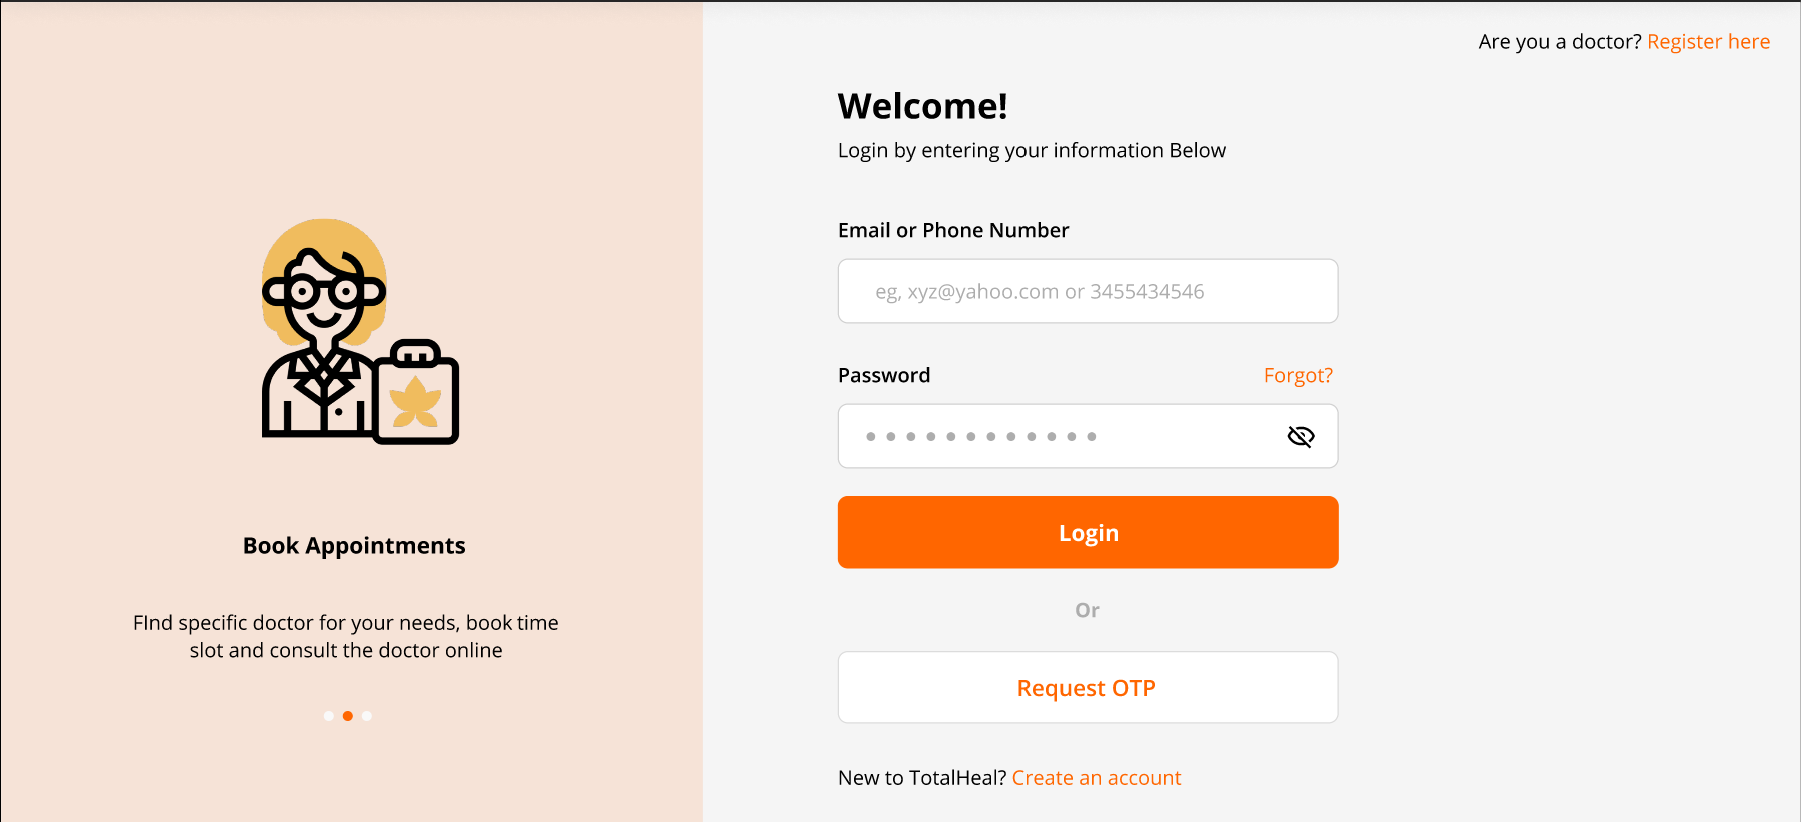 Are you a doctor? Register here
Welcome!
Login by entering your information Below
Email or Phone Number
eg, xyz@yahoo.com or 3455434546
Password Forgot?
Login
Or
Request OTP
New to TotalHeal? Create an account
Book Appointments
FInd specific doctor for your needs, book time
slot and consult the doctor online